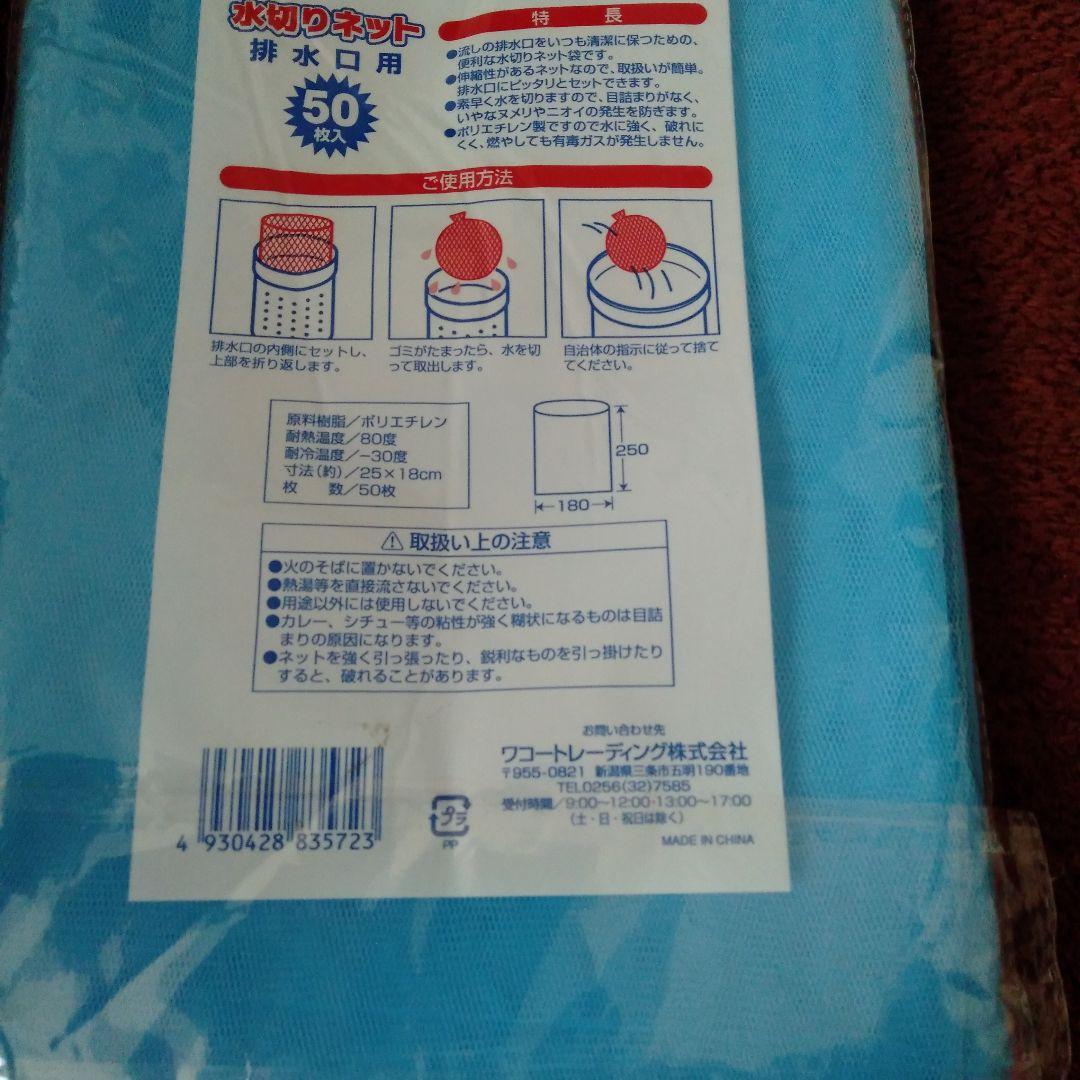 水切りネット
排水口用
50
枚入
特長
●流しの排水口をいつも清潔に保つための、
便利な水切りネット袋です。
●伸縮性があるネットなので、取扱いが簡単。
排水口にピッタリとセットできます。
●素早く水を切りますので、目詰まりがなく、
いやなヌメリやニオイの発生を防ぎます。
●ポリエチレン製ですので水に強く、破れに
くく、燃やしても有毒ガスが発生しません。
ご使用方法
排水口の内側にセットし、
上部を折り返します。
ゴミがたまったら、水を切
って取出します。
自治体の指示に従って捨て
てください。
原料樹脂／ポリエチレン
耐熱温度／80度
耐冷温度／−30度
寸法（約）／25×18cm
枚　数／50枚
250
180
⚠ 取扱い上の注意
●火のそばに置かないでください。
●熱湯等を直接流さないでください。
●用途以外には使用しないでください。
●カレー、シチュー等の粘性が強く糊状になるものは目詰
まりの原因になります。
●ネットを強く引っ張ったり、鋭利なものを引っ掛けたり
すると、破れることがあります。
お問い合わせ先
ワコートレーディング株式会社
〒955-0821 新潟県三条市五明190番地
TEL0256(32)7585
受付時間／9:00〜12:00・13:00〜17:00
（土・日・祝日は除く）
MADE IN CHINA
プラ
PP
4 930428 835723